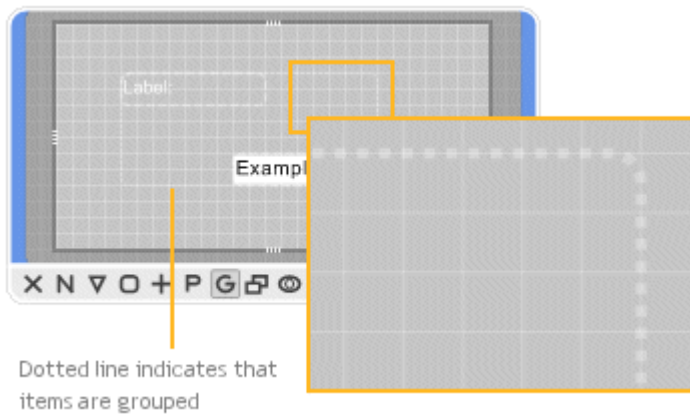 Label:
Exampl
X N P G
Dotted line indicates that
items are grouped